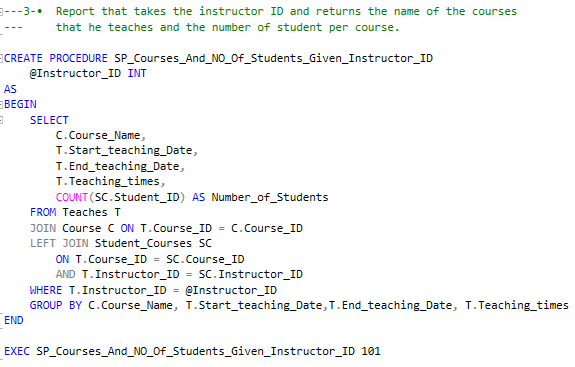 ---3-•  Report that takes the instructor ID and returns the name of the courses
---     that he teaches and the number of student per course.
CREATE PROCEDURE SP_Courses_And_NO_Of_Students_Given_Instructor_ID
    @Instructor_ID INT
AS
BEGIN
    SELECT
        C.Course_Name,
        T.Start_teaching_Date,
        T.End_teaching_Date,
        T.Teaching_times,
        COUNT(SC.Student_ID) AS Number_of_Students
    FROM Teaches T
    JOIN Course C ON T.Course_ID = C.Course_ID
    LEFT JOIN Student_Courses SC
        ON T.Course_ID = SC.Course_ID
        AND T.Instructor_ID = SC.Instructor_ID
    WHERE T.Instructor_ID = @Instructor_ID
    GROUP BY C.Course_Name, T.Start_teaching_Date,T.End_teaching_Date, T.Teaching_times
END
EXEC SP_Courses_And_NO_Of_Students_Given_Instructor_ID 101